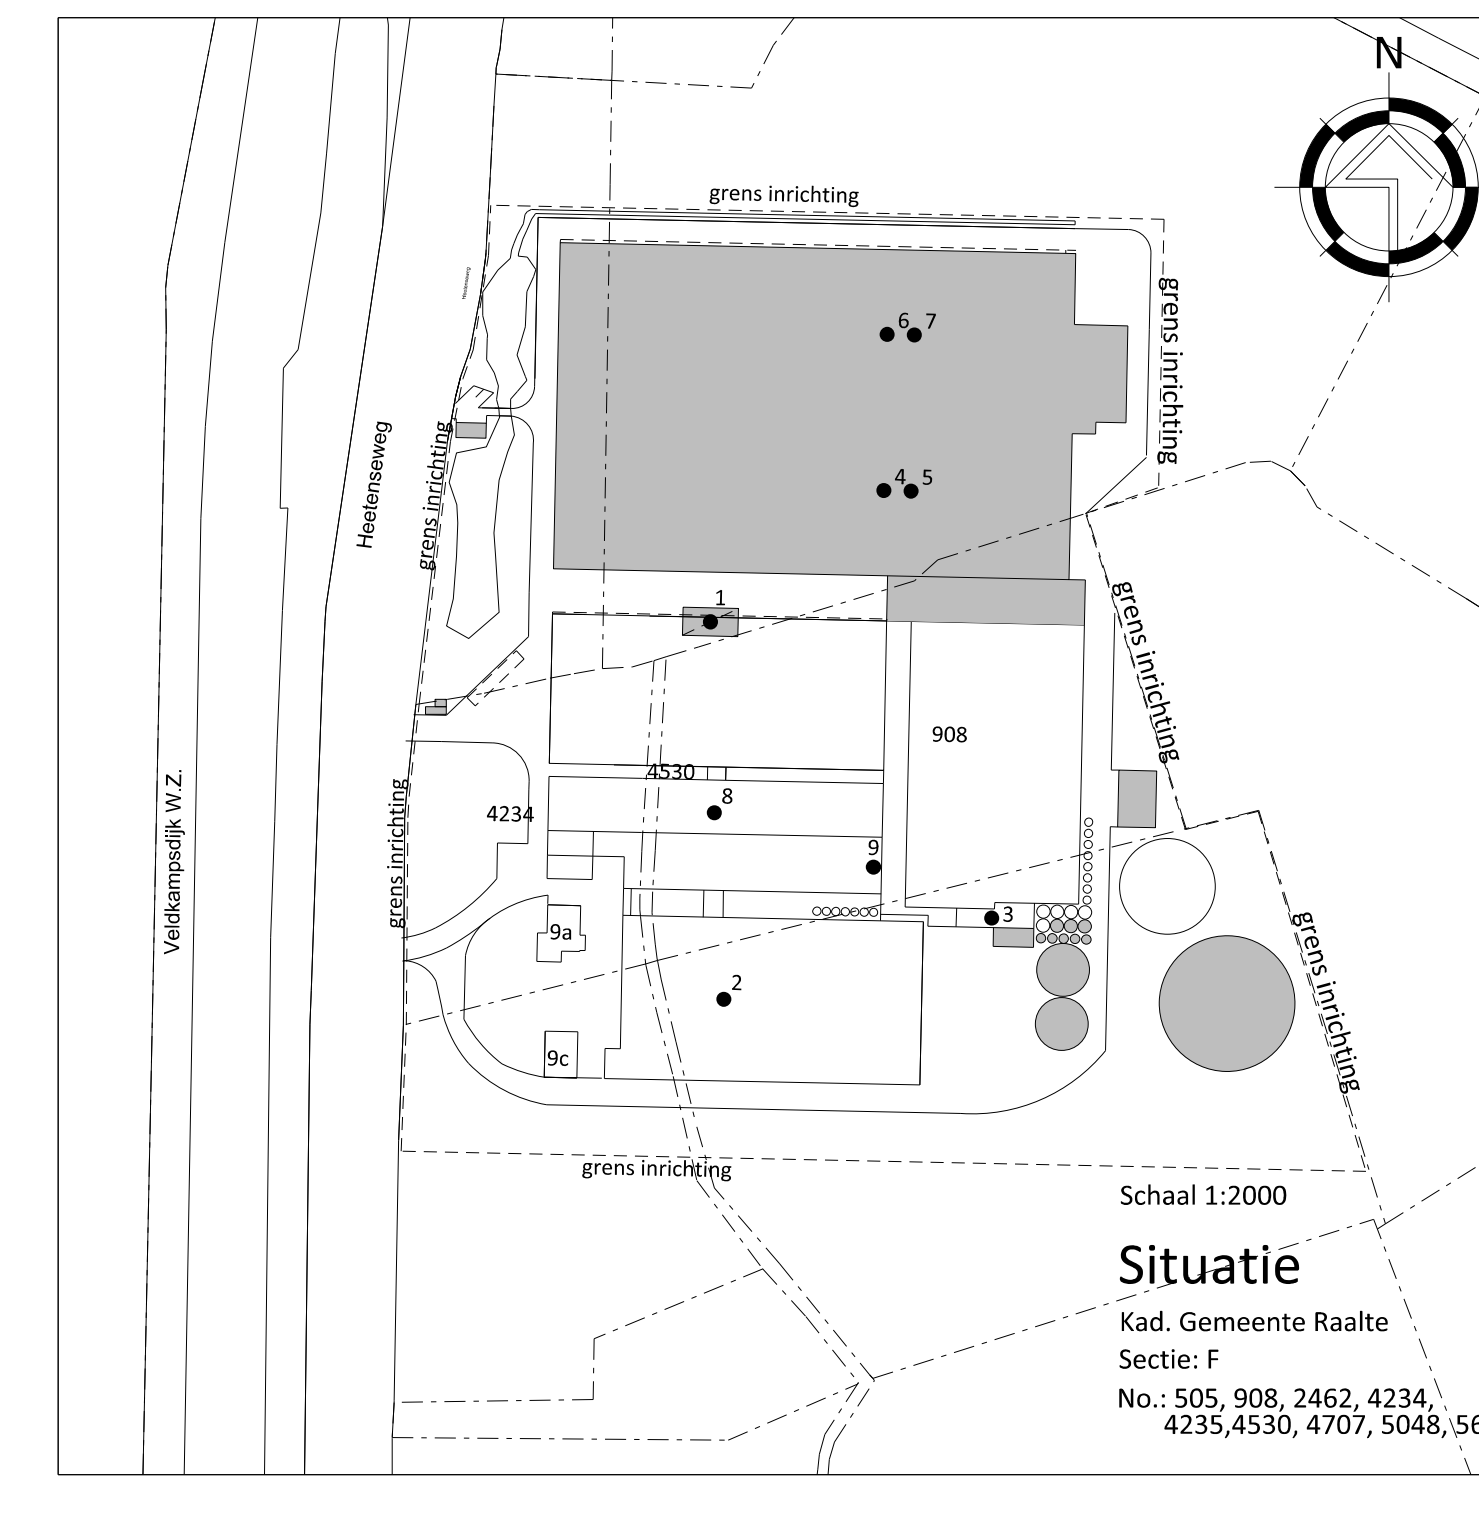 N
grens inrichting
Heetenseweg
grens inrichting
6 7
grens inrichting
Heetenseweg
4 5
1
grens inrichting
908
4530
Veldkampsdijk W.Z.
grens inrichting
4234
8
9
9a
3
2
grens inrichting
9c
grens inrichting
Schaal 1:2000
Situatie
Kad. Gemeente Raalte
Sectie: F
No.: 505, 908, 2462, 4234,
4235,4530, 4707, 5048, 56